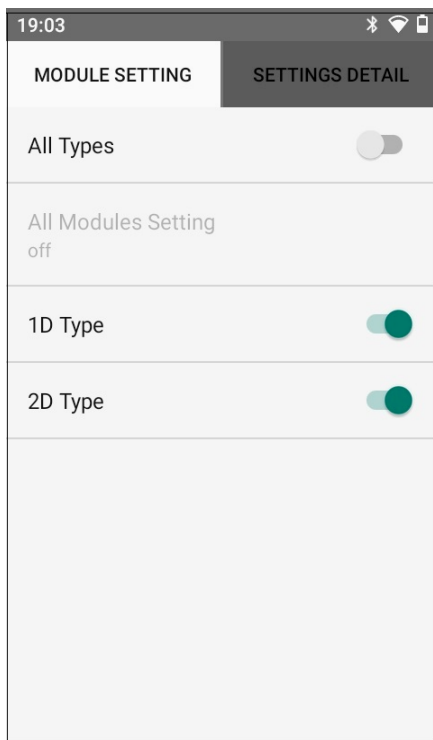 19:03
MODULE SETTING SETTINGS DETAIL
All Types
All Modules Setting
off
1D Type
2D Type